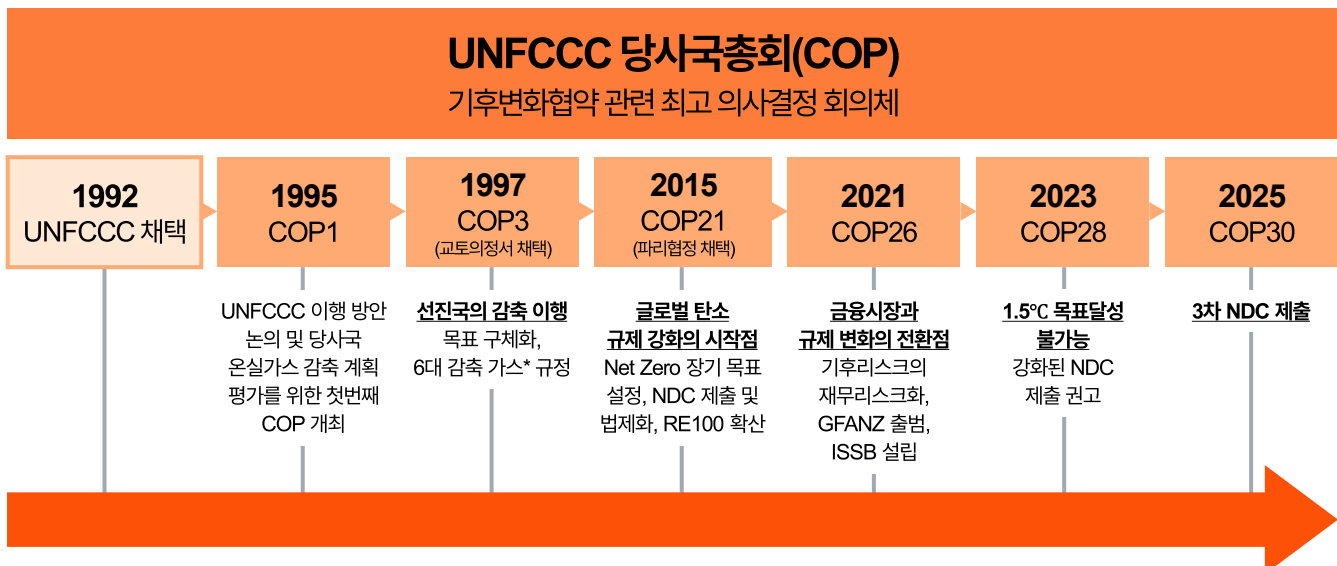 UNFCCC 당사국총회(COP)
기후변화협약 관련 최고 의사결정 회의체
1992
UNFCCC 채택
1995
COP1
UNFCCC 이행 방안
논의 및 당사국
온실가스 감축 계획
평가를 위한 첫번째
COP 개최
1997
COP3
(교토의정서 채택)
선진국의 감축 이행
목표 구체화,
6대 감축 가스* 규정
2015
COP21
(파리협정 채택)
글로벌 탄소
규제 강화의 시작점
Net Zero 장기 목표
설정, NDC 제출 및
법제화, RE100 확산
2021
COP26
금융시장과
규제 변화의 전환점
기후리스크의
재무리스크화,
GFANZ 출범,
ISSB 설립
2023
COP28
1.5℃ 목표달성
불가능
강화된 NDC
제출 권고
2025
COP30
3차 NDC 제출